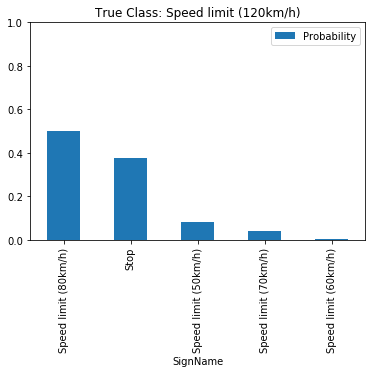 True Class: Speed limit (120km/h)
Probability
1.0
0.8
0.6
0.4
0.2
0.0
Speed limit (80km/h)
Stop
Speed limit (50km/h)
Speed limit (70km/h)
Speed limit (60km/h)
SignName